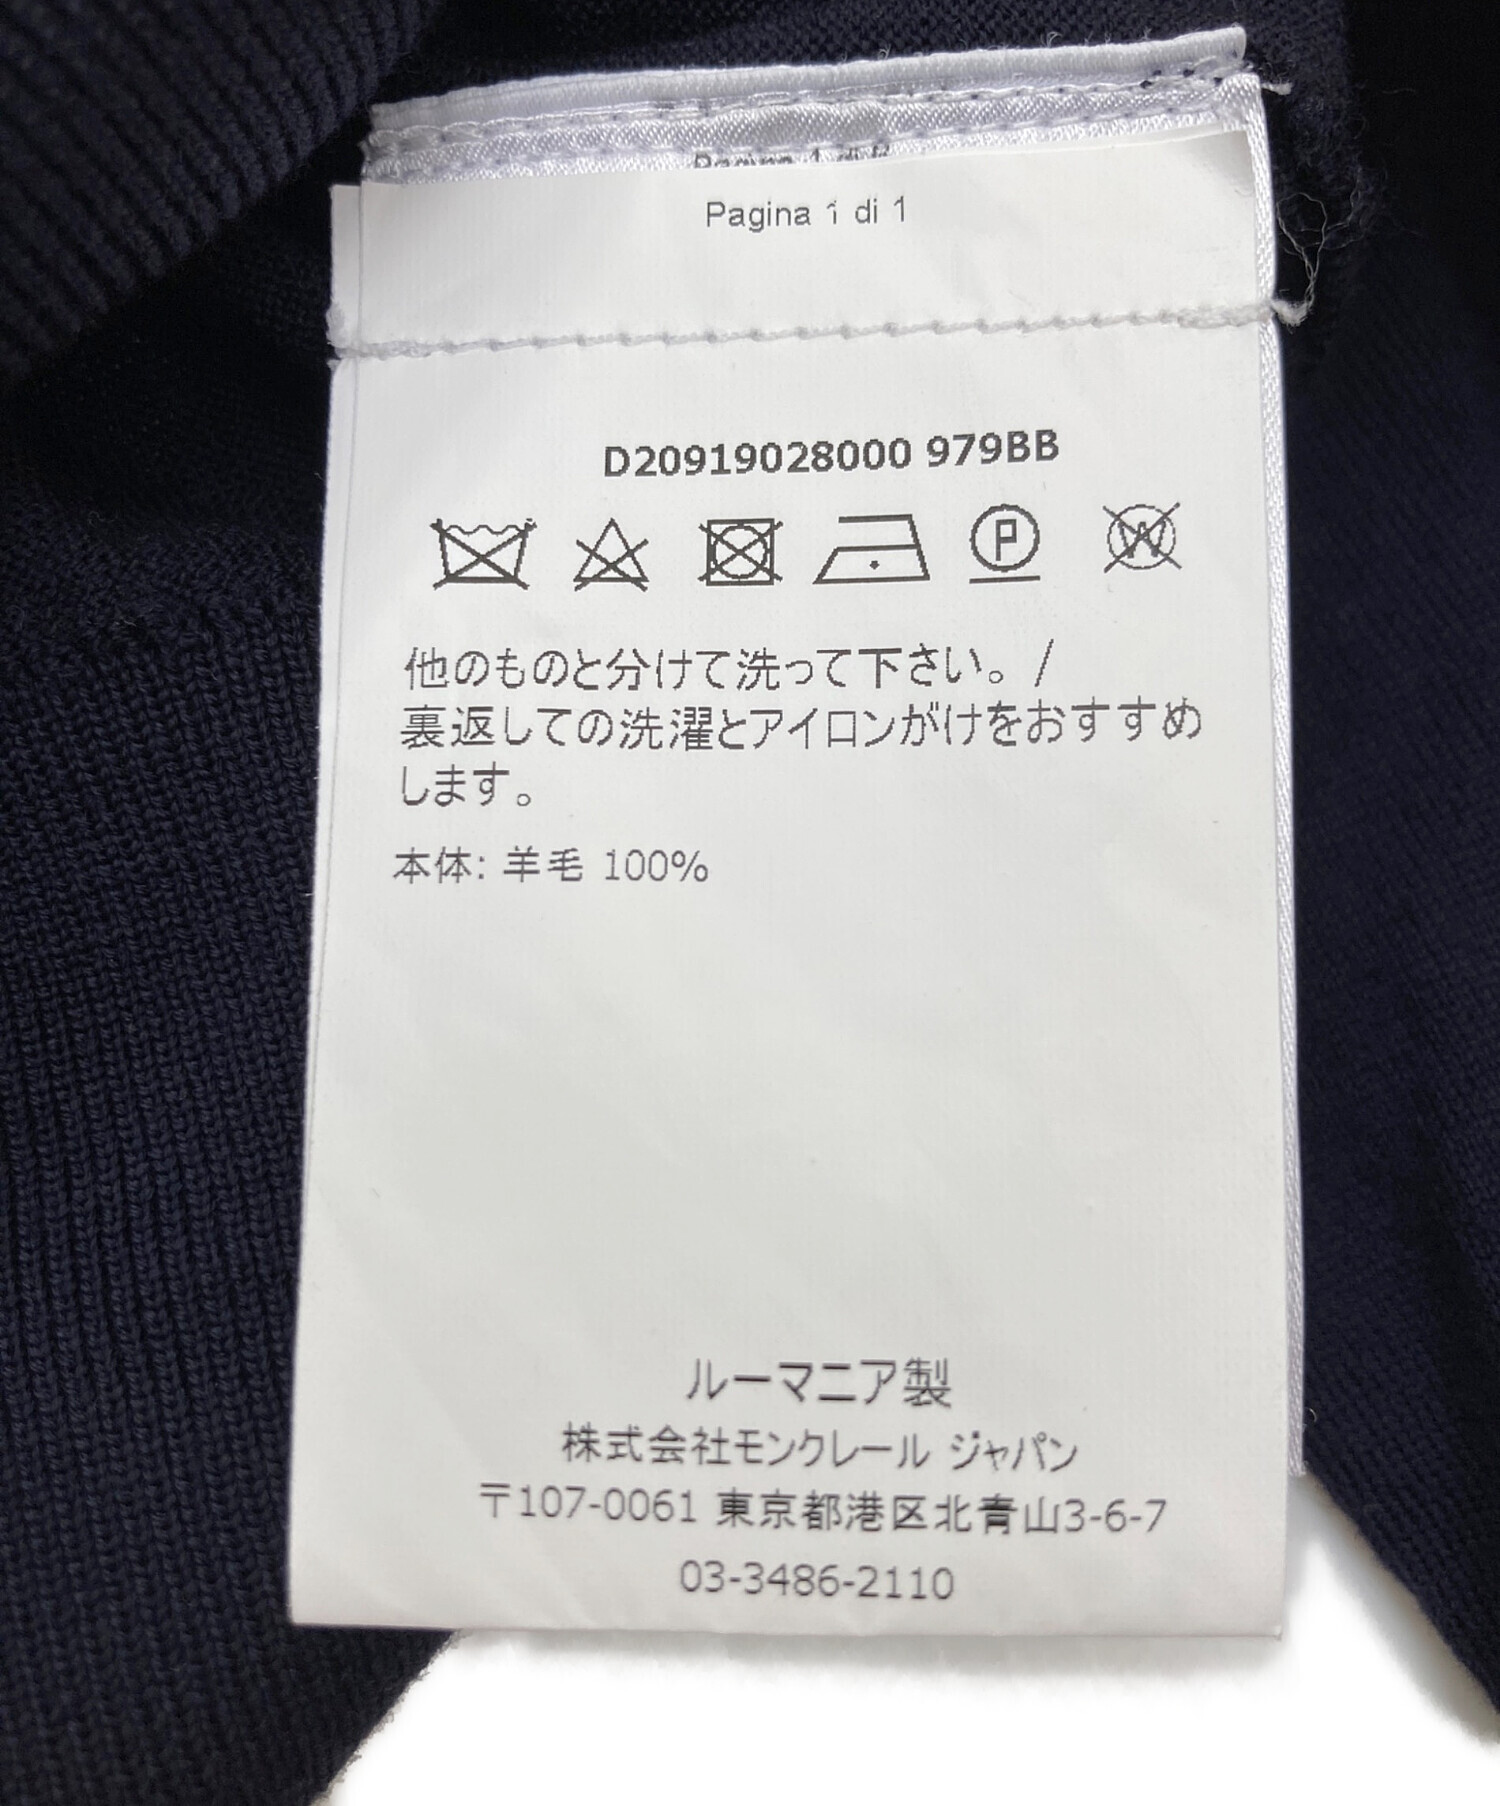 Pagina 1 di
Pagina 1 di 1
D20919028000 979BB
P
W
他のものと分けて洗って下さい。/
裏返しての洗濯とアイロンがけをおすすめ
します。
本体: 羊毛 100%
ルーマニア製
株式会社モンクレール ジャパン
〒107-0061 東京都港区北青山3-6-7
03-3486-2110